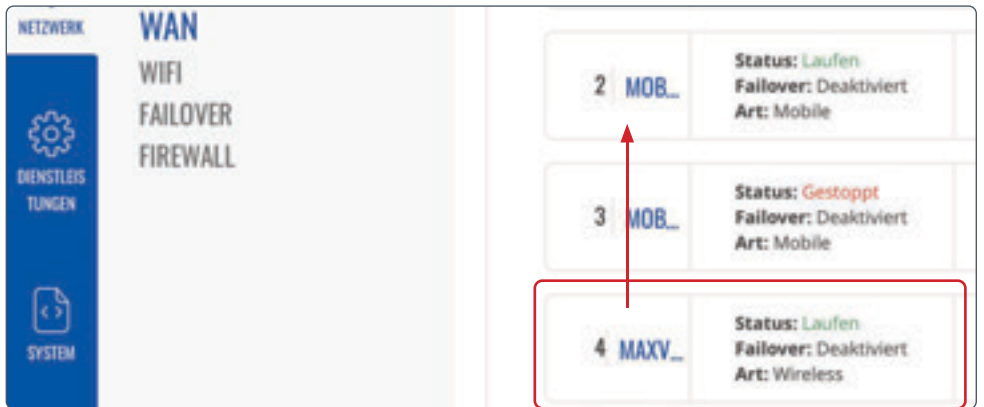 NETZWERK
DIENSTLEIS
TUNGEN
SYSTEM
WAN
WIFI
FAILOVER
FIREWALL
2 MOB...
Status: Laufen
Failover: Deaktiviert
Art: Mobile
3 MOB...
Status: Gestoppt
Failover: Deaktiviert
Art: Mobile
4 MAXV...
Status: Laufen
Failover: Deaktiviert
Art: Wireless